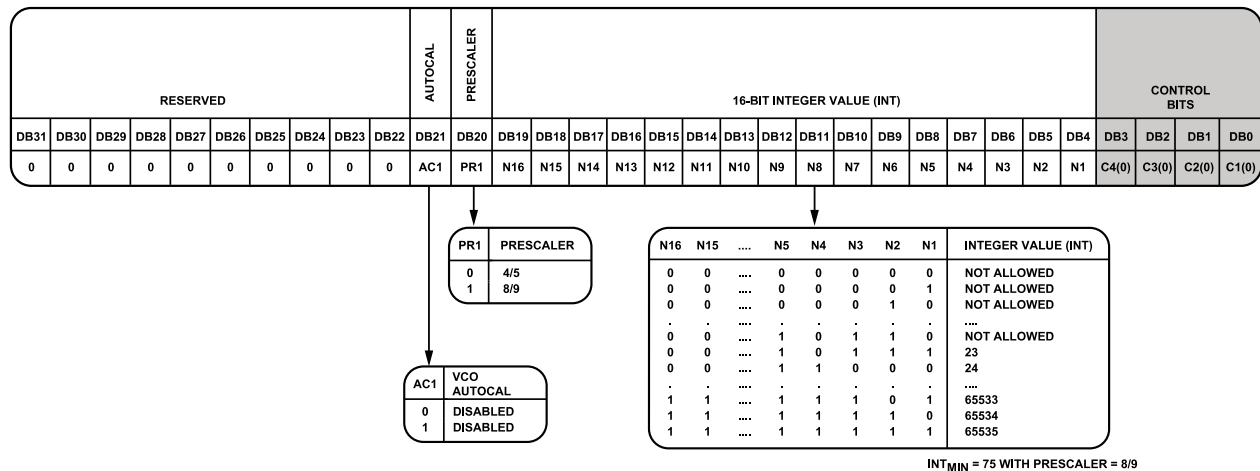 RESERVED AUTOCAL PRESCALER 16-BIT INTEGER VALUE (INT) CONTROL BITS
DB31 DB30 DB29 DB28 DB27 DB26 DB25 DB24 DB23 DB22 DB21 DB20 DB19 DB18 DB17 DB16 DB15 DB14 DB13 DB12 DB11 DB10 DB9 DB8 DB7 DB6 DB5 DB4 DB3 DB2 DB1 DB0
0 0 0 0 0 0 0 0 0 0 AC1 PR1 N16 N15 N14 N13 N12 N11 N10 N9 N8 N7 N6 N5 N4 N3 N2 N1 C4(0) C3(0) C2(0) C1(0)
PR1 PRESCALER
0 4/5
1 8/9
AC1 VCO AUTOCAL
0 DISABLED
1 DISABLED
N16 N15 .... N5 N4 N3 N2 N1 INTEGER VALUE (INT)
0 0 .... 0 0 0 0 0 NOT ALLOWED
0 0 .... 0 0 0 0 1 NOT ALLOWED
0 0 .... 0 0 0 1 0 NOT ALLOWED
. . .... . . . . . ....
0 0 .... 1 0 1 1 0 NOT ALLOWED
0 0 .... 1 0 1 1 1 23
0 0 .... 1 1 0 0 0 24
. . .... . . . . . ....
1 1 .... 1 1 1 0 1 65533
1 1 .... 1 1 1 1 0 65534
1 1 .... 1 1 1 1 1 65535
INTMIN = 75 WITH PRESCALER = 8/9